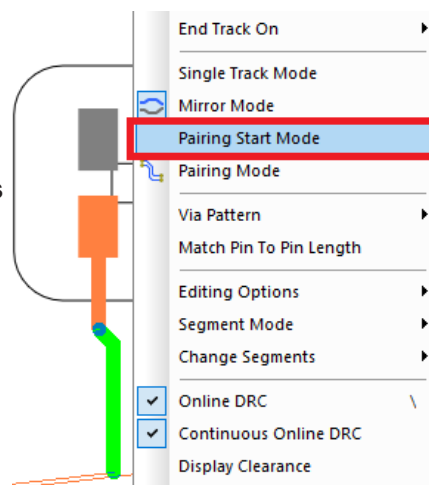 End Track On
Single Track Mode
Mirror Mode
Pairing Start Mode
s
Pairing Mode
Via Pattern
Match Pin To Pin Length
Editing Options
Segment Mode
Change Segments
Online DRC \
Continuous Online DRC
Display Clearance